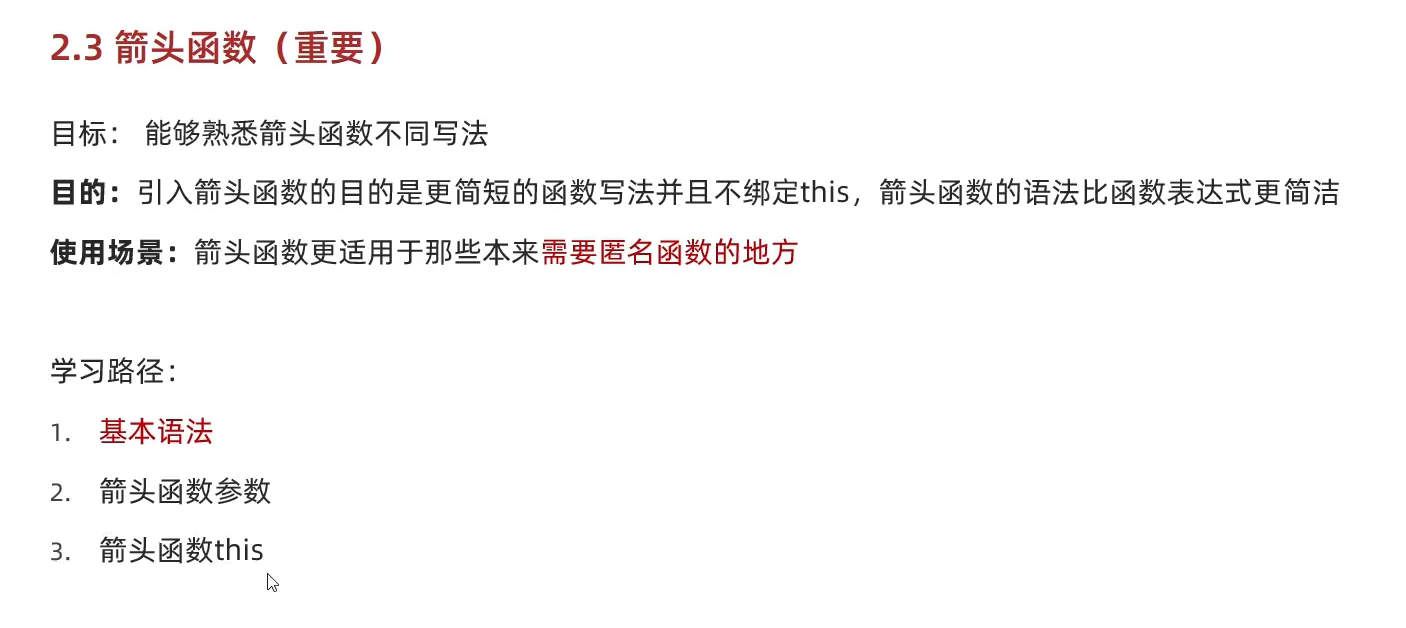 2.3 箭头函数（重要）
目标： 能够熟悉箭头函数不同写法
目的：引入箭头函数的目的是更简短的函数写法并且不绑定this，箭头函数的语法比函数表达式更简洁
使用场景：箭头函数更适用于那些本来需要匿名函数的地方
学习路径：
1. 基本语法
2. 箭头函数参数
3. 箭头函数this